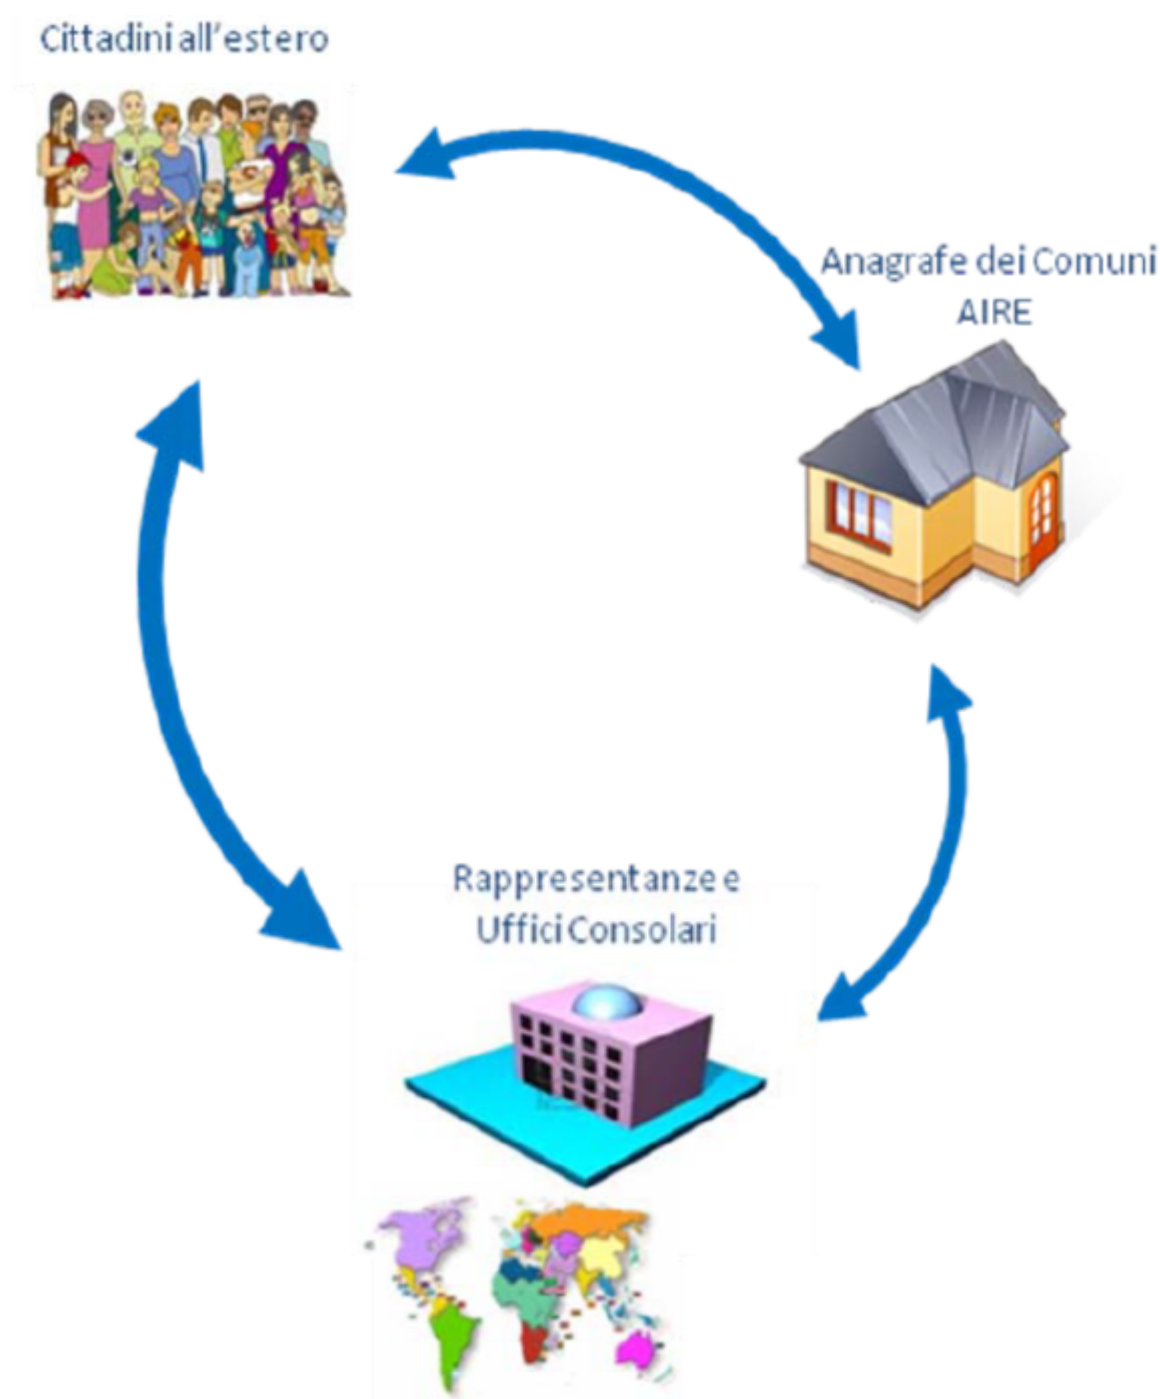 Cittadini all'estero
Anagrafe dei Comuni
AIRE
Rappresentanze e
Uffici Consolari